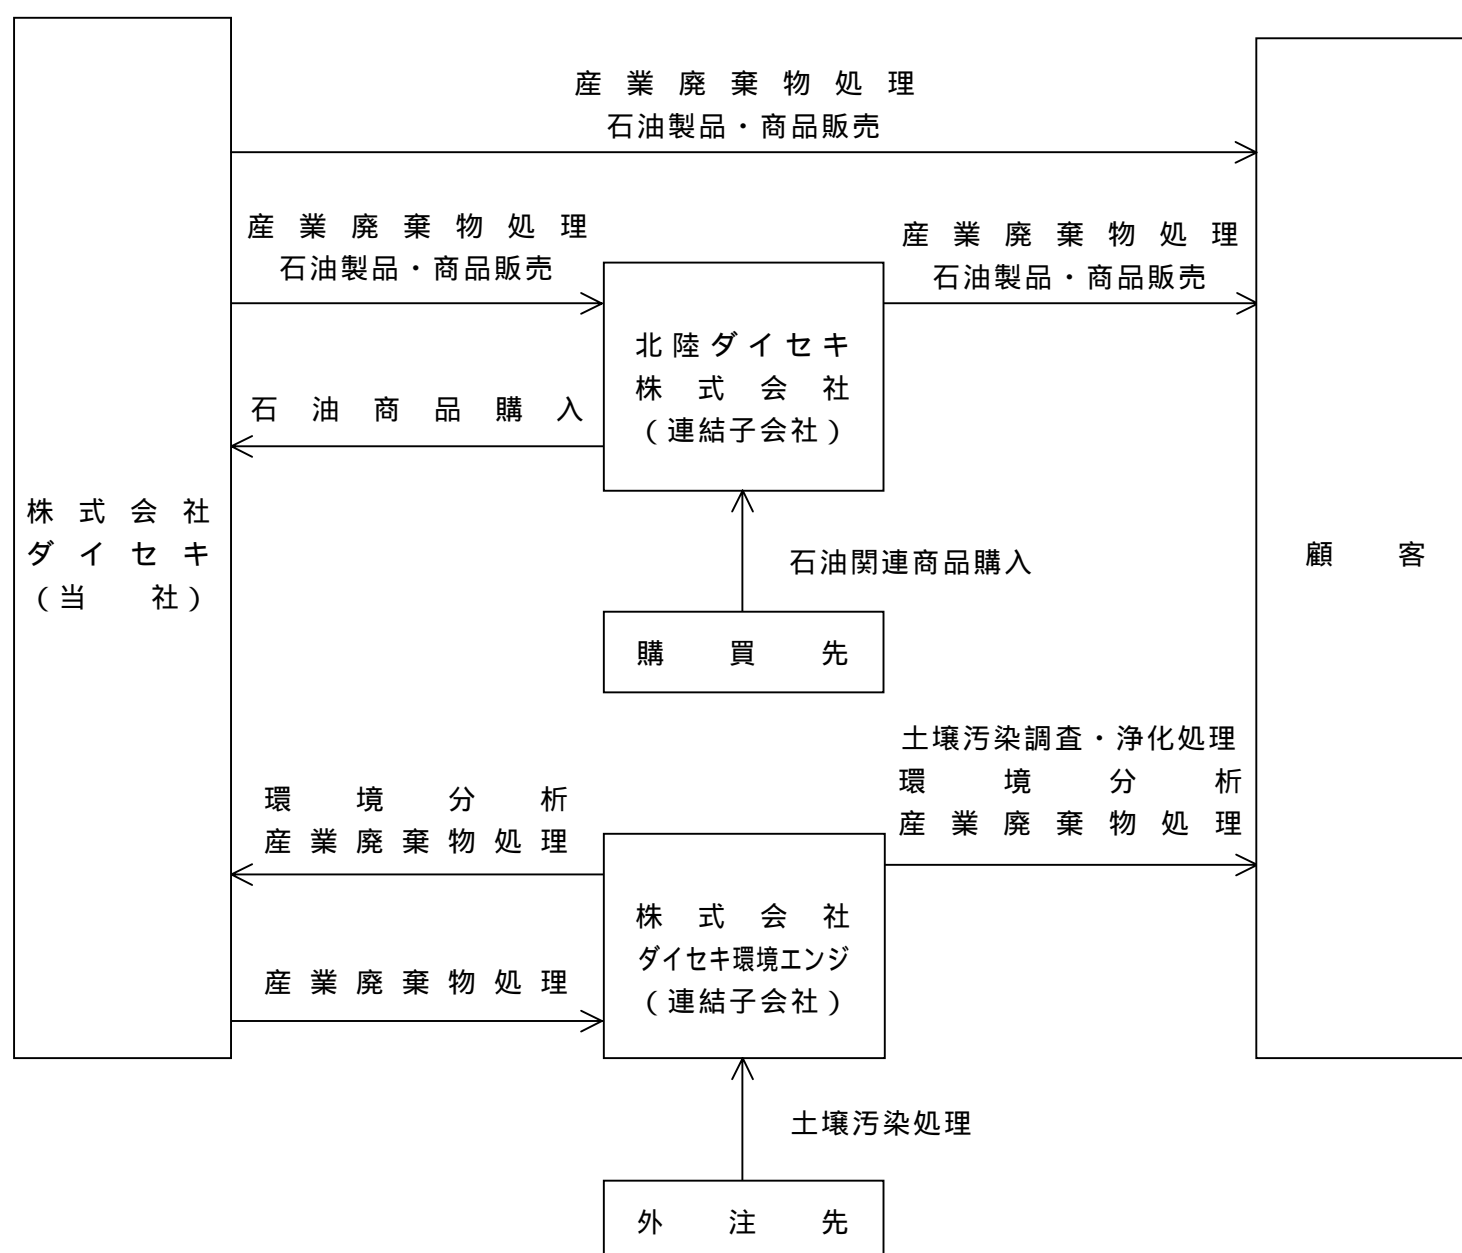 産業廃棄物処理
石油製品・商品販売
産業廃棄物処理
石油製品・商品販売
産業廃棄物処理
石油製品・商品販売
北陸ダイセキ
株式会社
(連結子会社)
石油商品購入
株式会社
ダイセキ
(当社)
石油関連商品購入
顧客
購買先
土壌汚染調査・浄化処理
環境分析
産業廃棄物処理
環境分析
産業廃棄物処理
株式会社
ダイセキ環境エンジ
(連結子会社)
産業廃棄物処理
土壌汚染処理
外注先